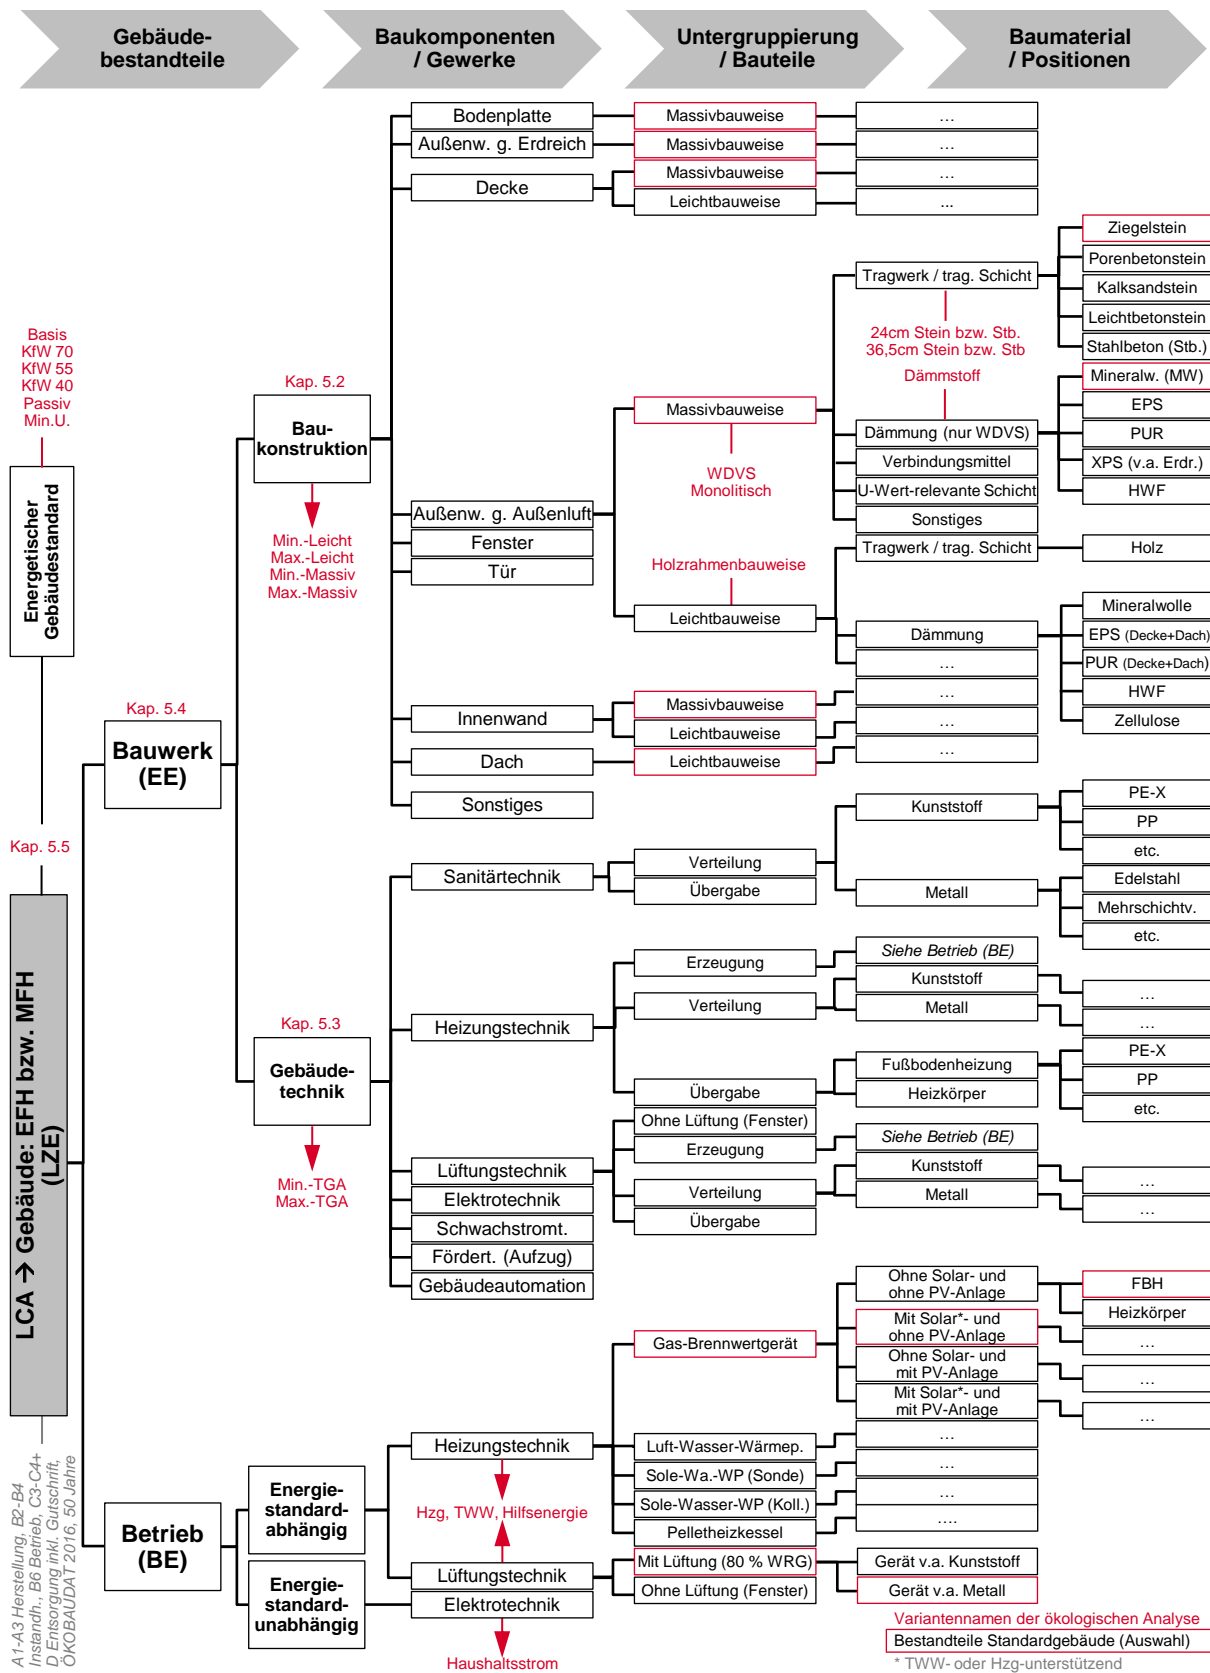 Gebäude-
bestandteile
Baukomponenten
/ Gewerke
Untergruppierung
/ Bauteile
Baumaterial
/ Positionen
Bodenplatte
Massivbauweise
…
Außenw. g. Erdreich
Massivbauweise
…
Decke
Massivbauweise
…
Leichtbauweise
...
Ziegelstein
Tragwerk / trag. Schicht
Porenbetonstein
Kalksandstein
Leichtbetonstein
Stahlbeton (Stb.)
24cm Stein bzw. Stb.
36,5cm Stein bzw. Stb
Dämmstoff
Basis
KfW 70
KfW 55
KfW 40
Passiv
Min.U.
Kap. 5.2
Bau-
konstruktion
Massivbauweise
Mineralw. (MW)
EPS
Dämmung (nur WDVS)
PUR
Verbindungsmittel
XPS (v.a. Erdr.)
U-Wert-relevante Schicht
HWF
Sonstiges
WDVS
Monolitisch
Energetischer
Gebäudestandard
Min.-Leicht
Max.-Leicht
Min.-Massiv
Max.-Massiv
Außenw. g. Außenluft
Fenster
Tür
Holzrahmenbauweise
Tragwerk / trag. Schicht
Holz
Leichtbauweise
Mineralwolle
Dämmung
EPS (Decke+Dach)
…
PUR (Decke+Dach)
HWF
Zellulose
Kap. 5.4
Bauwerk
(EE)
Innenwand
Massivbauweise
…
Leichtbauweise
…
Dach
Leichtbauweise
…
Sonstiges
Kap. 5.5
LCA → Gebäude: EFH bzw. MFH
(LZE)
Sanitärtechnik
Verteilung
Übergabe
Kunststoff
PE-X
PP
etc.
Metall
Edelstahl
Mehrschichtv.
etc.
Kap. 5.3
Gebäude-
technik
Min.-TGA
Max.-TGA
Heizungstechnik
Erzeugung
Siehe Betrieb (BE)
Verteilung
Kunststoff
…
Metall
…
Übergabe
Fußbodenheizung
PE-X
Heizkörper
PP
etc.
Ohne Lüftung (Fenster)
Lüftungstechnik
Erzeugung
Siehe Betrieb (BE)
Verteilung
Kunststoff
…
Metall
…
Übergabe
Elektrotechnik
Schwachstromt.
Fördert. (Aufzug)
Gebäudeautomation
Gas-Brennwertgerät
Ohne Solar- und
ohne PV-Anlage
FBH
Heizkörper
Mit Solar*- und
ohne PV-Anlage
…
Ohne Solar- und
mit PV-Anlage
…
Mit Solar*- und
mit PV-Anlage
…
Heizungstechnik
Luft-Wasser-Wärmep.
…
Sole-Wa.-WP (Sonde)
…
Sole-Wasser-WP (Koll.)
…
Pelletheizkessel
….
Energie-
standard-
abhängig
Hzg, TWW, Hilfsenergie
Betrieb
(BE)
Energie-
standard-
unabhängig
Lüftungstechnik
Mit Lüftung (80 % WRG)
Gerät v.a. Kunststoff
Ohne Lüftung (Fenster)
Gerät v.a. Metall
Elektrotechnik
Haushaltsstrom
A1-A3 Herstellung, B2-B4
Instandh., B6 Betrieb, C3-C4+
D Entsorgung inkl. Gutschrift,
ÖKOBAUDAT 2016, 50 Jahre
Variantennamen der ökologischen Analyse
Bestandteile Standardgebäude (Auswahl)
* TWW- oder Hzg-unterstützend